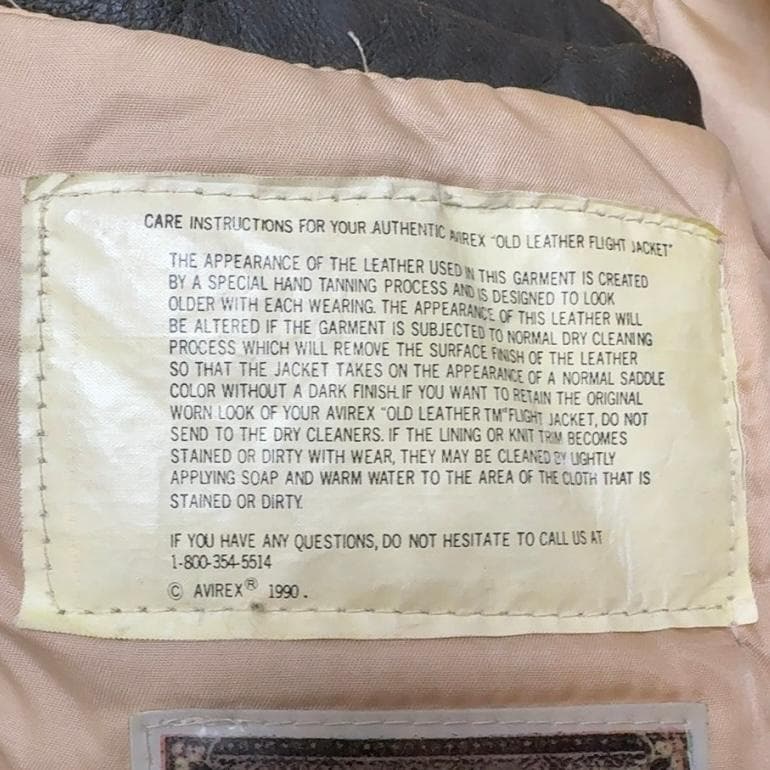 CARE INSTRUCTIONS FOR YOUR AUTHENTIC AVIREX "OLD LEATHER FLIGHT JACKET"
THE APPEARANCE OF THE LEATHER USED IN THIS GARMENT IS CREATED
BY A SPECIAL HAND TANNING PROCESS AND IS DESIGNED TO LOOK
OLDER WITH EACH WEARING. THE APPEARANCE OF THIS LEATHER WILL
BE ALTERED IF THE GARMENT IS SUBJECTED TO NORMAL DRY CLEANING
PROCESS WHICH WILL REMOVE THE SURFACE FINISH OF THE LEATHER
SO THAT THE JACKET TAKES ON THE APPEARANCE OF A NORMAL SADDLE
COLOR WITHOUT A DARK FINISH. IF YOU WANT TO RETAIN THE ORIGINAL
WORN LOOK OF YOUR AVIREX "OLD LEATHER TM" FLIGHT JACKET, DO NOT
SEND TO THE DRY CLEANERS. IF THE LINING OR KNIT TRIM BECOMES
STAINED OR DIRTY WITH WEAR, THEY MAY BE CLEANED BY LIGHTLY
APPLYING SOAP AND WARM WATER TO THE AREA OF THE CLOTH THAT IS
STAINED OR DIRTY.
IF YOU HAVE ANY QUESTIONS, DO NOT HESITATE TO CALL US AT
1-800-354-5514
© AVIREX® 1990.